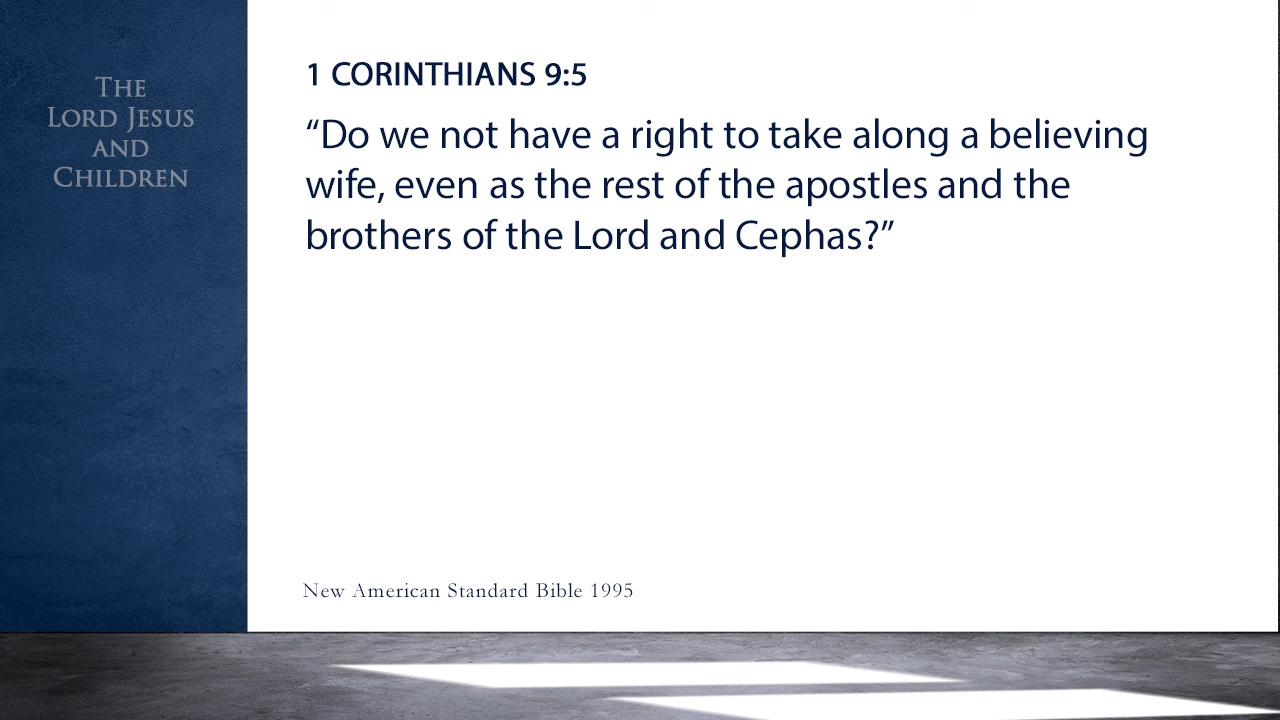 The
Lord Jesus
and
Children
1 CORINTHIANS 9:5
“Do we not have a right to take along a believing
wife, even as the rest of the apostles and the
brothers of the Lord and Cephas?”
New American Standard Bible 1995